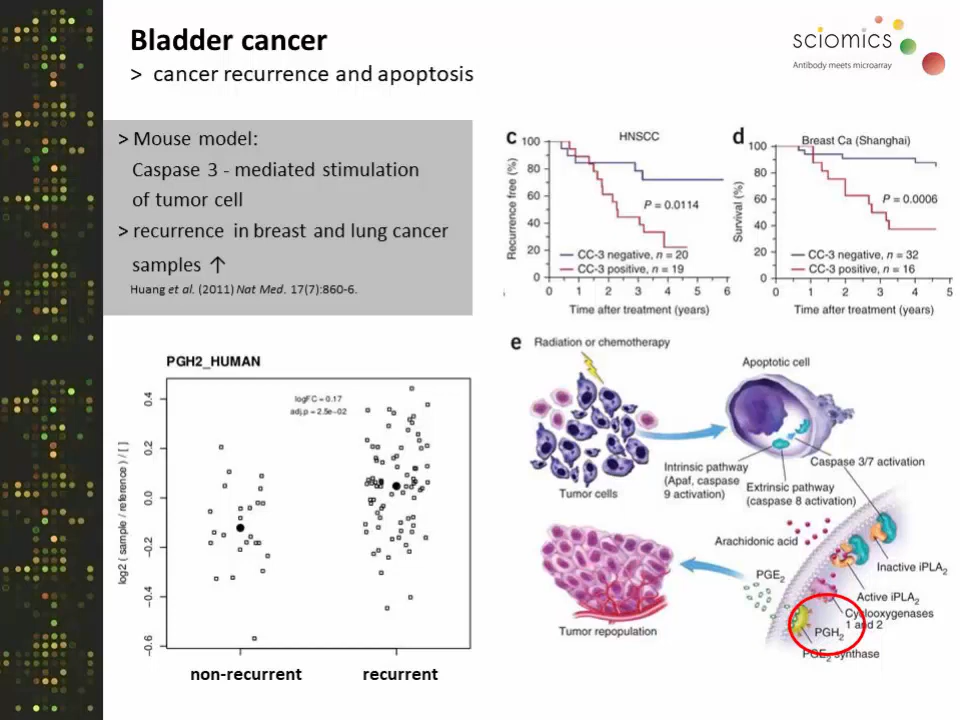 Bladder cancer
> cancer recurrence and apoptosis
sciomics
Antibody meets microarray
> Mouse model:
Caspase 3 - mediated stimulation
of tumor cell
> recurrence in breast and lung cancer
samples ↑
Huang et al. (2011) Nat Med. 17(7):860-6.
c
HNSCC
Recurrence free (%)
100
80
60
40
20
0
P = 0.0114
CC-3 negative, n = 20
CC-3 positive, n = 19
0 1 2 3 4 5 6
Time after treatment (years)
d
Breast Ca (Shanghai)
Survival (%)
100
80
60
40
20
0
P = 0.0006
CC-3 negative, n = 32
CC-3 positive, n = 16
0 1 2 3 4 5
Time after treatment (years)
PGH2_HUMAN
logFC = 0.17
adj.p = 2.5e-02
log2 ( sample / reference ) / [ ]
0.4
0.2
0.0
-0.2
-0.4
-0.6
non-recurrent
recurrent
e
Radiation or chemotherapy
Apoptotic cell
Tumor cells
Intrinsic pathway
(Apaf, caspase
9 activation)
Extrinsic pathway
(caspase 8 activation)
Caspase 3/7 activation
Arachidonic acid
Inactive iPLA2
Active iPLA2
PGE2
Cyclooxygenases
1 and 2
PGH2
PGE2 synthase
Tumor repopulation